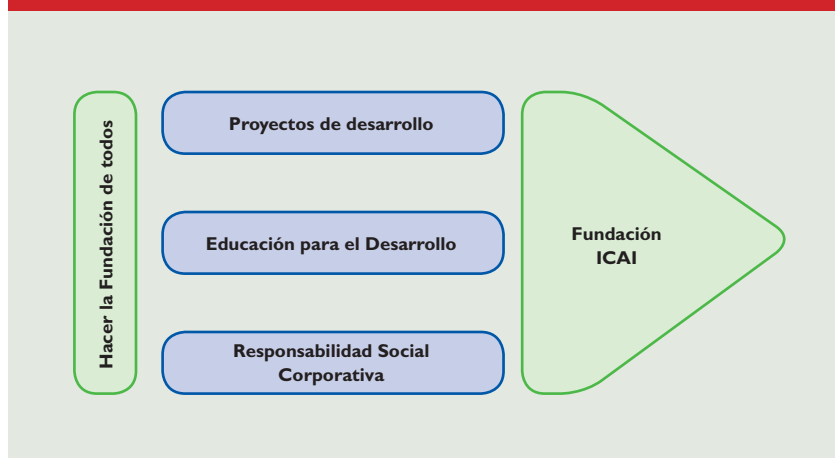 Hacer la Fundación de todos
Proyectos de desarrollo
Educación para el Desarrollo
Responsabilidad Social
Corporativa
Fundación
ICAI